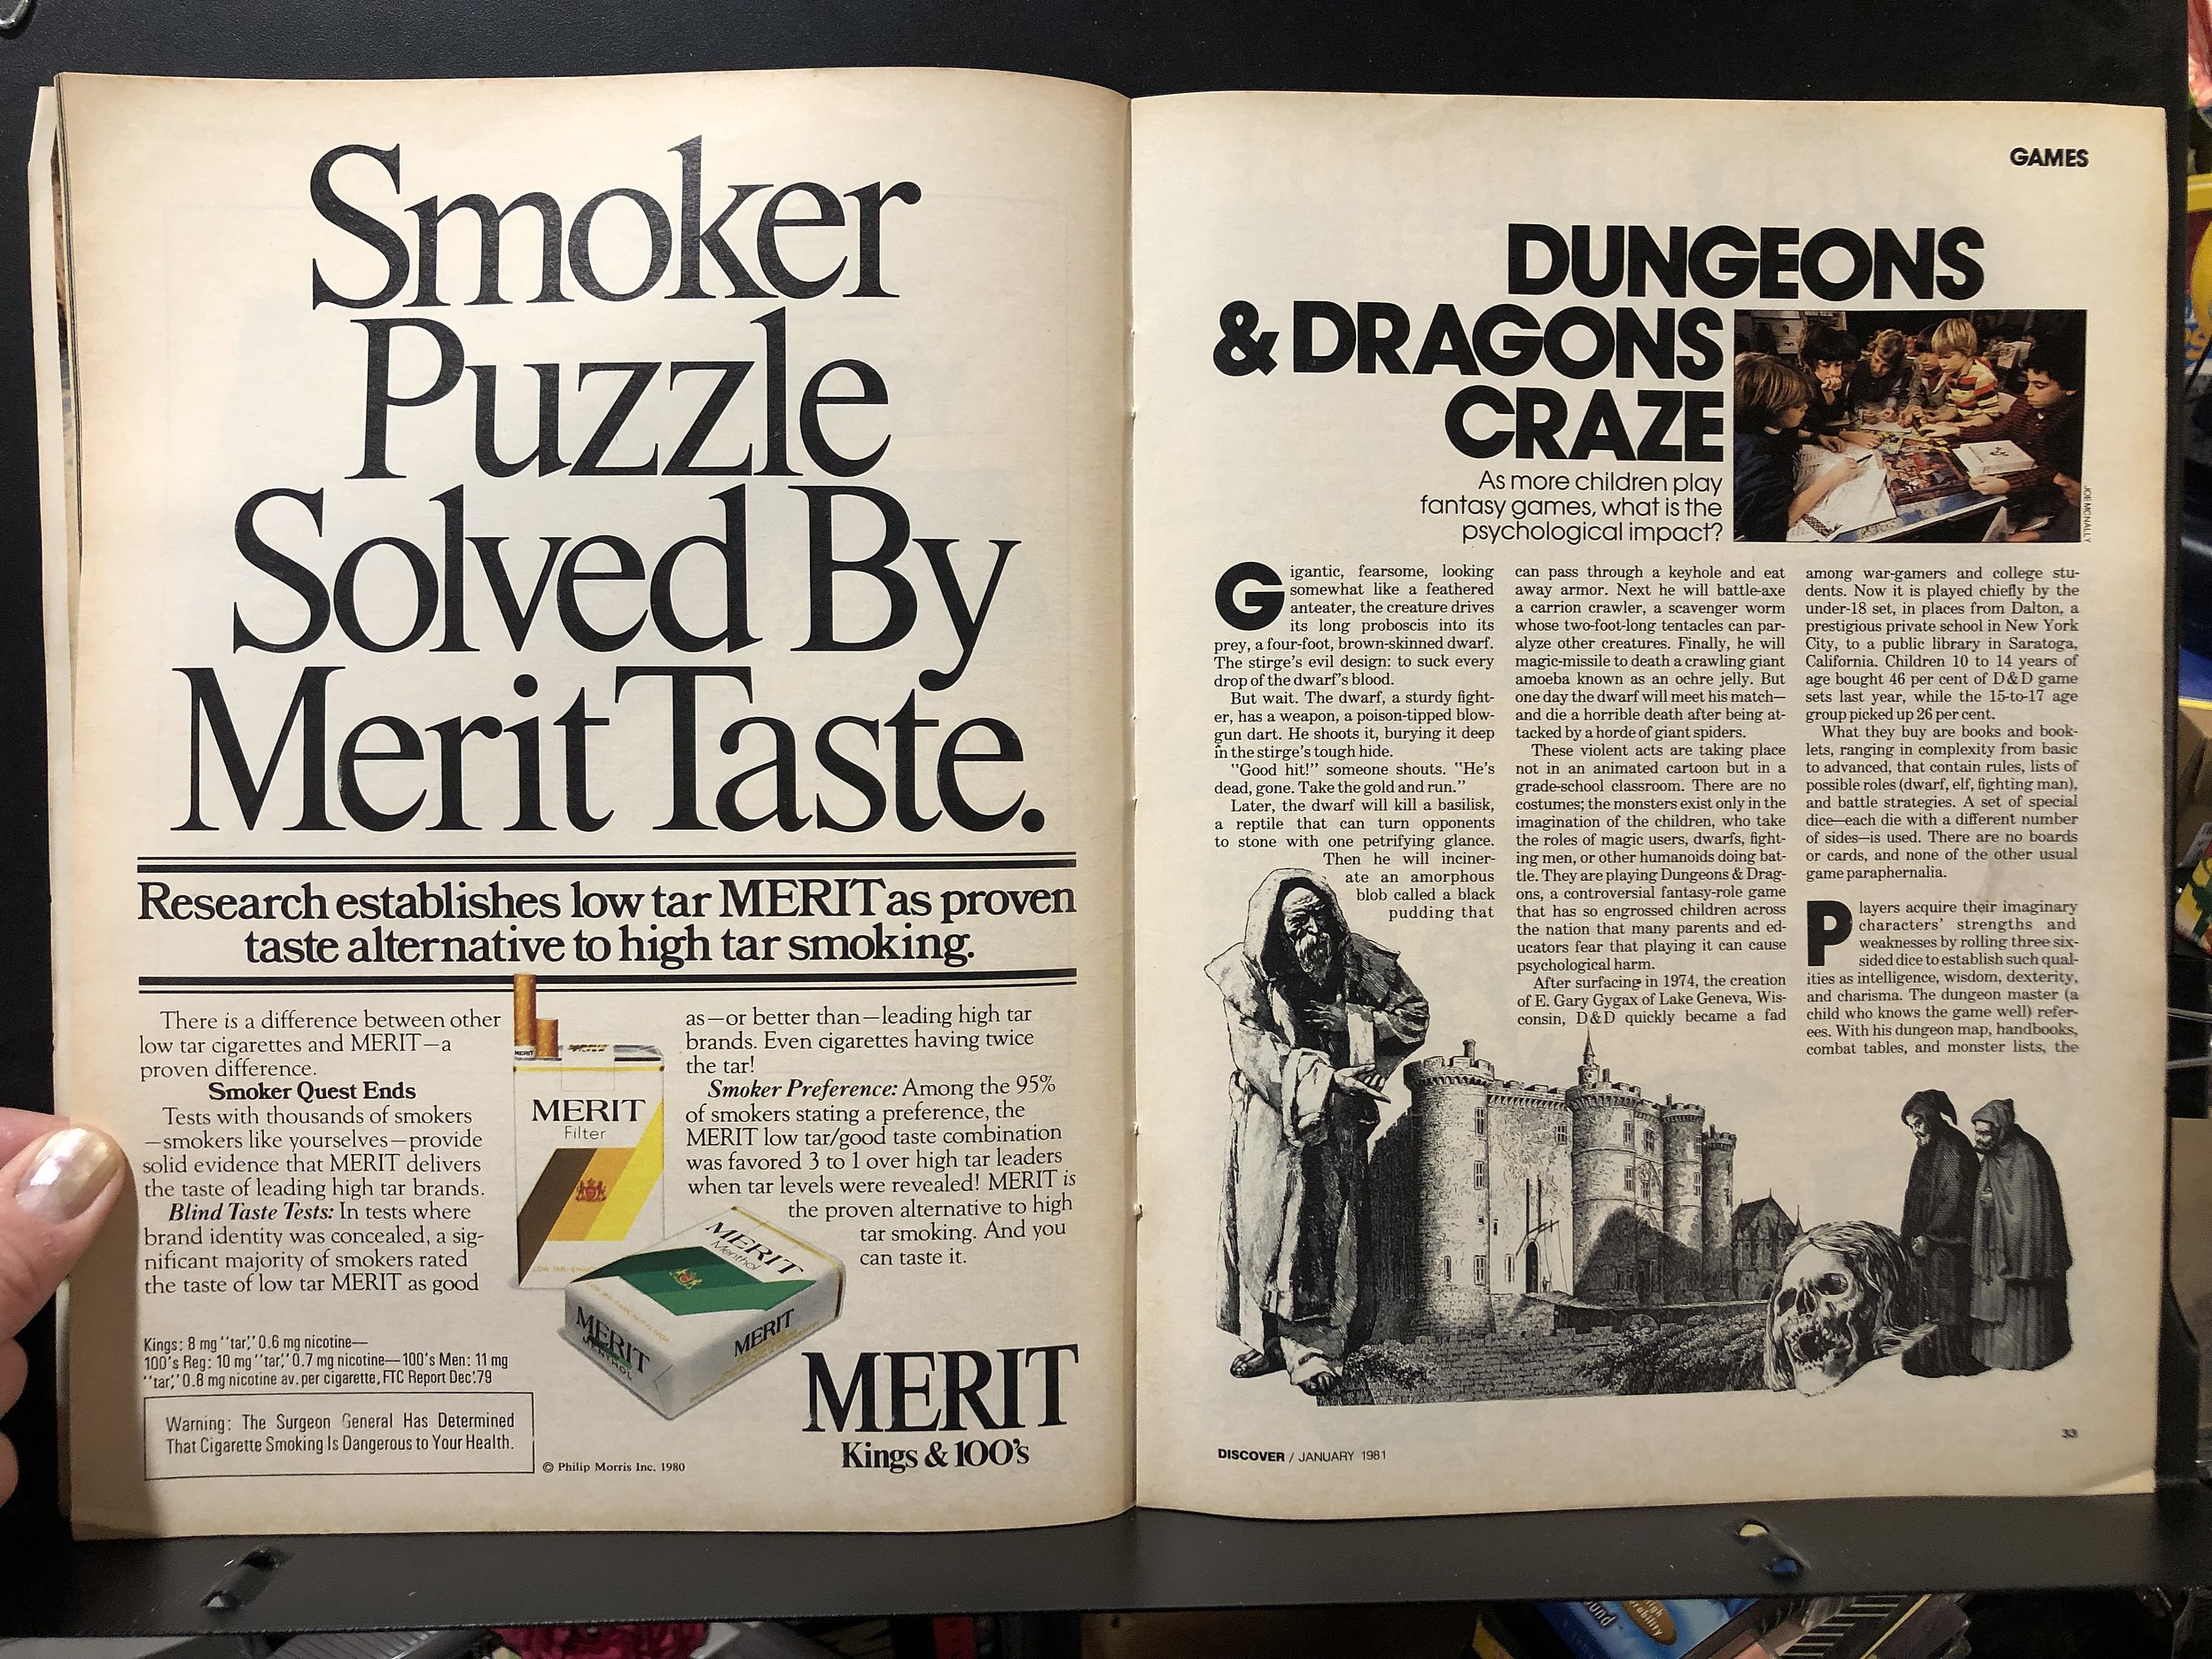 Smoker
Puzzle
Solved By
Merit Taste.
Research establishes low tar MERIT as proven
taste alternative to high tar smoking.
There is a difference between other
low tar cigarettes and MERIT—a
proven difference.
Smoker Quest Ends
Tests with thousands of smokers
—smokers like yourselves—provide
solid evidence that MERIT delivers
the taste of leading high tar brands.
Blind Taste Tests: In tests where
brand identity was concealed, a sig-
nificant majority of smokers rated
the taste of low tar MERIT as good
as—or better than—leading high tar
brands. Even cigarettes having twice
the tar!
Smoker Preference: Among the 95%
of smokers stating a preference, the
MERIT low tar/good taste combination
was favored 3 to 1 over high tar leaders
when tar levels were revealed! MERIT is
the proven alternative to high
tar smoking. And you
can taste it.
MERIT
MERIT
Filter
MERIT
Menthol
MERIT
MENTHOL
MERIT
Kings: 8 mg "tar," 0.6 mg nicotine—
100's Reg: 10 mg "tar," 0.7 mg nicotine—100's Men: 11 mg
"tar," 0.8 mg nicotine av. per cigarette, FTC Report Dec.'79
Warning: The Surgeon General Has Determined
That Cigarette Smoking Is Dangerous to Your Health.
© Philip Morris Inc. 1980
MERIT
Kings & 100's
GAMES
DUNGEONS
& DRAGONS
CRAZE
As more children play
fantasy games, what is the
psychological impact?
JOE McNALLY
Gigantic, fearsome, looking
somewhat like a feathered
anteater, the creature drives
its long proboscis into its
prey, a four-foot, brown-skinned dwarf.
The stirge's evil design: to suck every
drop of the dwarf's blood.
But wait. The dwarf, a sturdy fight-
er, has a weapon, a poison-tipped blow-
gun dart. He shoots it, burying it deep
in the stirge's tough hide.
"Good hit!" someone shouts. "He's
dead, gone. Take the gold and run."
Later, the dwarf will kill a basilisk,
a reptile that can turn opponents
to stone with one petrifying glance.
Then he will inciner-
ate an amorphous
blob called a black
pudding that
can pass through a keyhole and eat
away armor. Next he will battle-axe
a carrion crawler, a scavenger worm
whose two-foot-long tentacles can par-
alyze other creatures. Finally, he will
magic-missile to death a crawling giant
amoeba known as an ochre jelly. But
one day the dwarf will meet his match—
and die a horrible death after being at-
tacked by a horde of giant spiders.
These violent acts are taking place
not in an animated cartoon but in a
grade-school classroom. There are no
costumes; the monsters exist only in the
imagination of the children, who take
the roles of magic users, dwarfs, fight-
ing men, or other humanoids doing bat-
tle. They are playing Dungeons & Drag-
ons, a controversial fantasy-role game
that has so engrossed children across
the nation that many parents and ed-
ucators fear that playing it can cause
psychological harm.
After surfacing in 1974, the creation
of E. Gary Gygax of Lake Geneva, Wis-
consin, D&D quickly became a fad
among war-gamers and college stu-
dents. Now it is played chiefly by the
under-18 set, in places from Dalton, a
prestigious private school in New York
City, to a public library in Saratoga,
California. Children 10 to 14 years of
age bought 46 per cent of D&D game
sets last year, while the 15-to-17 age
group picked up 26 per cent.
What they buy are books and book-
lets, ranging in complexity from basic
to advanced, that contain rules, lists of
possible roles (dwarf, elf, fighting man),
and battle strategies. A set of special
dice—each die with a different number
of sides—is used. There are no boards
or cards, and none of the other usual
game paraphernalia.
Players acquire their imaginary
characters' strengths and
weaknesses by rolling three six-
sided dice to establish such qual-
ities as intelligence, wisdom, dexterity,
and charisma. The dungeon master (a
child who knows the game well) refer-
ees. With his dungeon map, handbooks,
combat tables, and monster lists, the
DISCOVER / JANUARY 1981
33